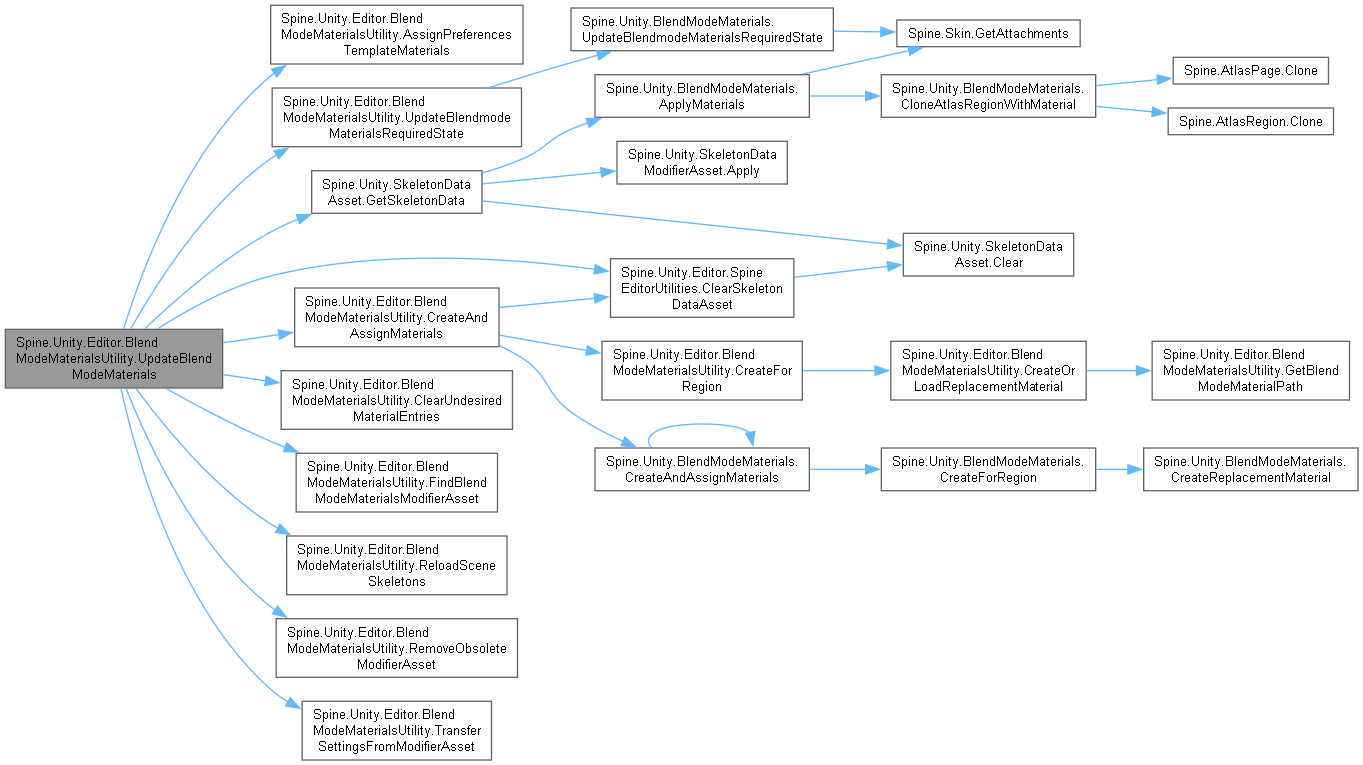 Spine.Unity.Editor.Blend
ModeMaterialsUtility.UpdateBlend
ModeMaterials
Spine.Unity.Editor.Blend
ModeMaterialsUtility.AssignPreferences
TemplateMaterials
Spine.Unity.Editor.Blend
ModeMaterialsUtility.UpdateBlendmode
MaterialsRequiredState
Spine.Unity.SkeletonData
Asset.GetSkeletonData
Spine.Unity.Editor.Blend
ModeMaterialsUtility.CreateAnd
AssignMaterials
Spine.Unity.Editor.Blend
ModeMaterialsUtility.ClearUndesired
MaterialEntries
Spine.Unity.Editor.Blend
ModeMaterialsUtility.FindBlend
ModeMaterialsModifierAsset
Spine.Unity.Editor.Blend
ModeMaterialsUtility.ReloadScene
Skeletons
Spine.Unity.Editor.Blend
ModeMaterialsUtility.RemoveObsolete
ModifierAsset
Spine.Unity.Editor.Blend
ModeMaterialsUtility.Transfer
SettingsFromModifierAsset
Spine.Unity.BlendModeMaterials.
UpdateBlendmodeMaterialsRequiredState
Spine.Unity.BlendModeMaterials.
ApplyMaterials
Spine.Unity.SkeletonData
ModifierAsset.Apply
Spine.Unity.Editor.Spine
EditorUtilities.ClearSkeleton
DataAsset
Spine.Unity.Editor.Blend
ModeMaterialsUtility.CreateFor
Region
Spine.Unity.BlendModeMaterials.
CreateAndAssignMaterials
Spine.Skin.GetAttachments
Spine.Unity.BlendModeMaterials.
CloneAtlasRegionWithMaterial
Spine.Unity.SkeletonData
Asset.Clear
Spine.Unity.Editor.Blend
ModeMaterialsUtility.CreateOr
LoadReplacementMaterial
Spine.Unity.BlendModeMaterials.
CreateForRegion
Spine.AtlasPage.Clone
Spine.AtlasRegion.Clone
Spine.Unity.Editor.Blend
ModeMaterialsUtility.GetBlend
ModeMaterialPath
Spine.Unity.BlendModeMaterials.
CreateReplacementMaterial